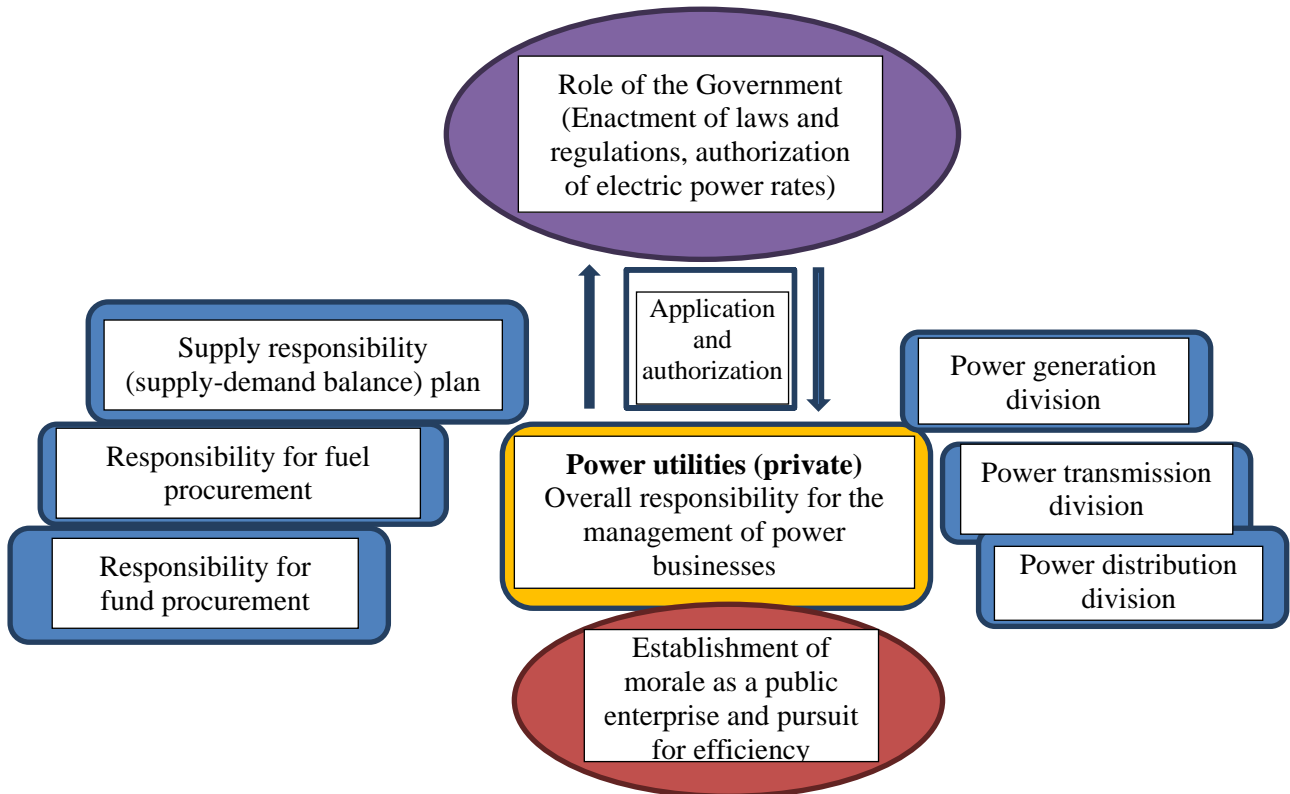 Role of the Government
(Enactment of laws and
regulations, authorization
of electric power rates)
Application
and
authorization
Supply responsibility
(supply-demand balance) plan
Responsibility for fuel
procurement
Responsibility for
fund procurement
Power utilities (private)
Overall responsibility for the
management of power
businesses
Power generation
division
Power transmission
division
Power distribution
division
Establishment of
morale as a public
enterprise and pursuit
for efficiency